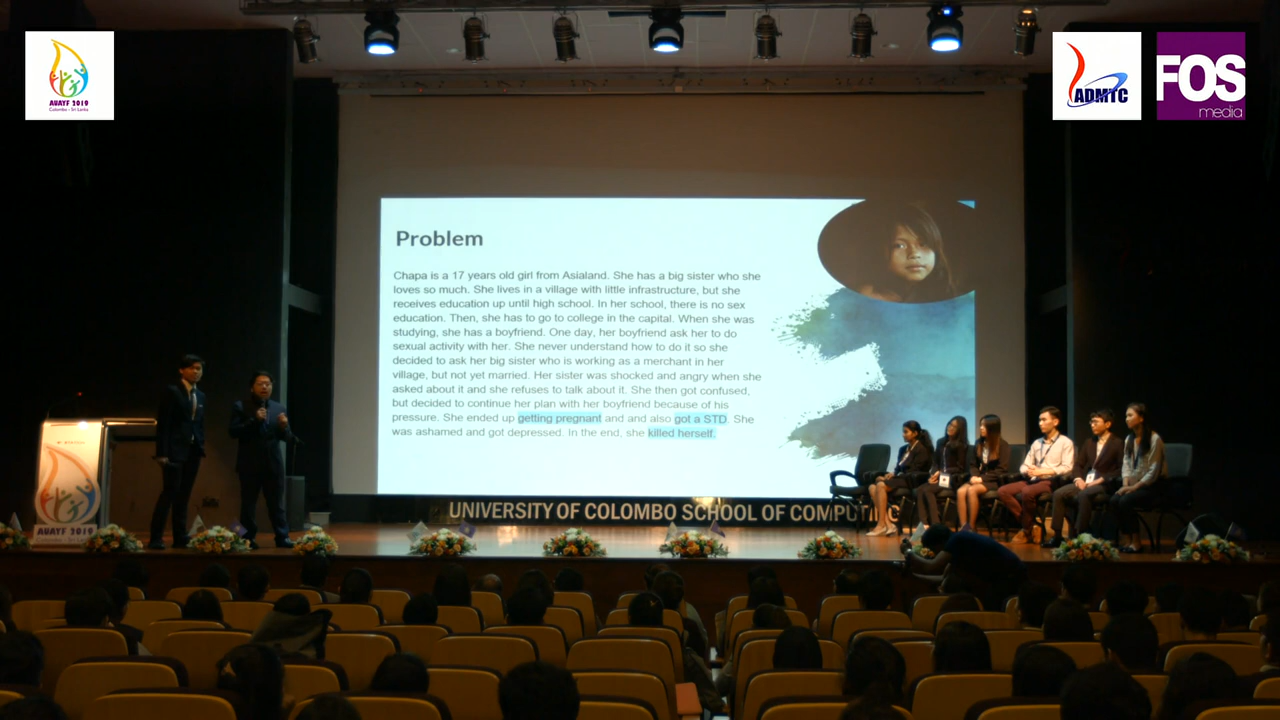 AUAYF 2019
Colombo - Sri Lanka
ADMTC
FOS
media
Problem
Chapa is a 17 years old girl from Asialand. She has a big sister who she
loves so much. She lives in a village with little infrastructure, but she
receives education up until high school. In her school, there is no sex
education. Then, she has to go to college in the capital. When she was
studying, she has a boyfriend. One day, her boyfriend ask her to do
sexual activity with her. She never understand how to do it so she
decided to ask her big sister who is working as a merchant in her
village, but not yet married. Her sister was shocked and angry when she
asked about it and she refuses to talk about it. She then got confused,
but decided to continue her plan with her boyfriend because of his
pressure. She ended up getting pregnant and and also got a STD. She
was ashamed and got depressed. In the end, she killed herself.
UNIVERSITY OF COLOMBO SCHOOL OF COMPUTING
AUAYF 2019
Colombo - Sri Lanka